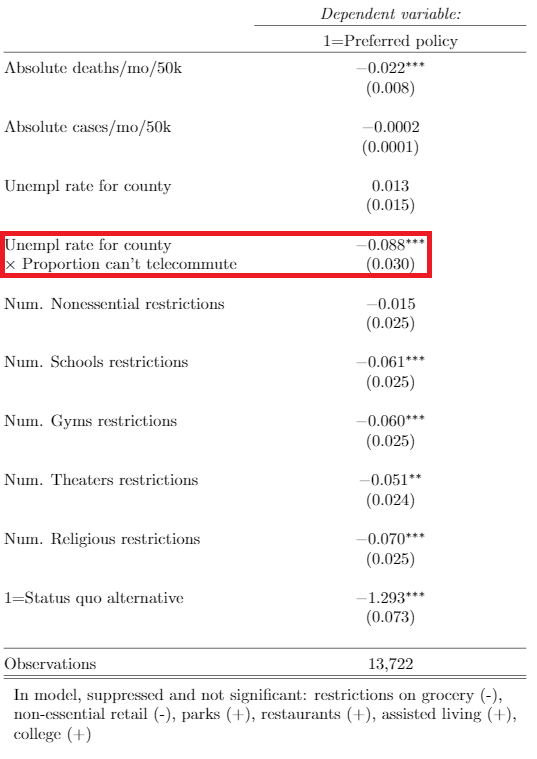 Dependent variable:
1=Preferred policy
Absolute deaths/mo/50k −0.022***
(0.008)
Absolute cases/mo/50k −0.0002
(0.0001)
Unempl rate for county 0.013
(0.015)
Unempl rate for county −0.088***
× Proportion can't telecommute (0.030)
Num. Nonessential restrictions −0.015
(0.025)
Num. Schools restrictions −0.061***
(0.025)
Num. Gyms restrictions −0.060***
(0.025)
Num. Theaters restrictions −0.051**
(0.024)
Num. Religious restrictions −0.070***
(0.025)
1=Status quo alternative −1.293***
(0.073)
Observations 13,722
In model, suppressed and not significant: restrictions on grocery (-),
non-essential retail (-), parks (+), restaurants (+), assisted living (+),
college (+)